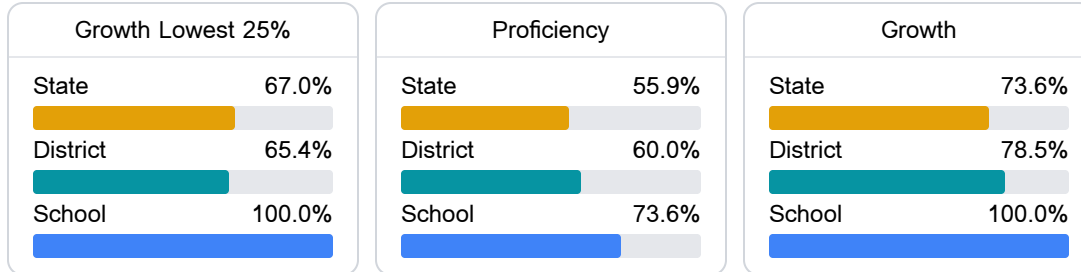 Growth Lowest 25%
State 67.0%
District 65.4%
School 100.0%
Proficiency
State 55.9%
District 60.0%
School 73.6%
Growth
State 73.6%
District 78.5%
School 100.0%